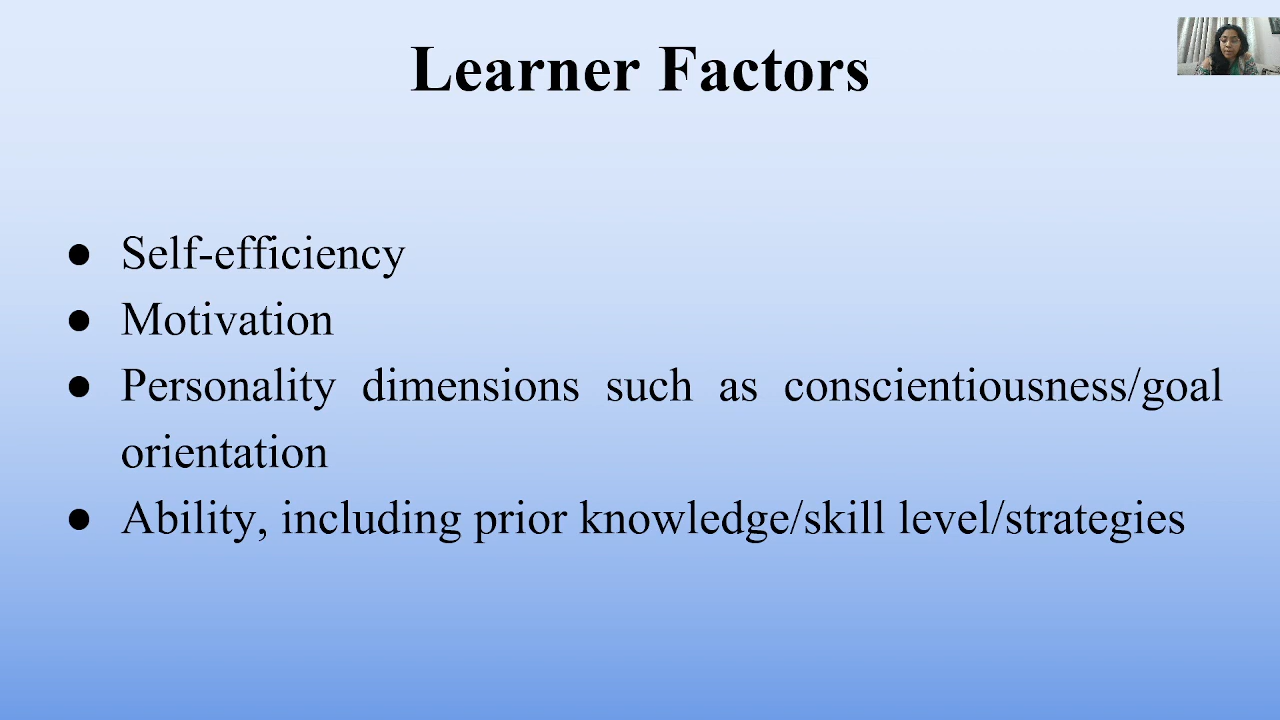 Learner Factors
● Self-efficiency
● Motivation
● Personality dimensions such as conscientiousness/goal
orientation
● Ability, including prior knowledge/skill level/strategies